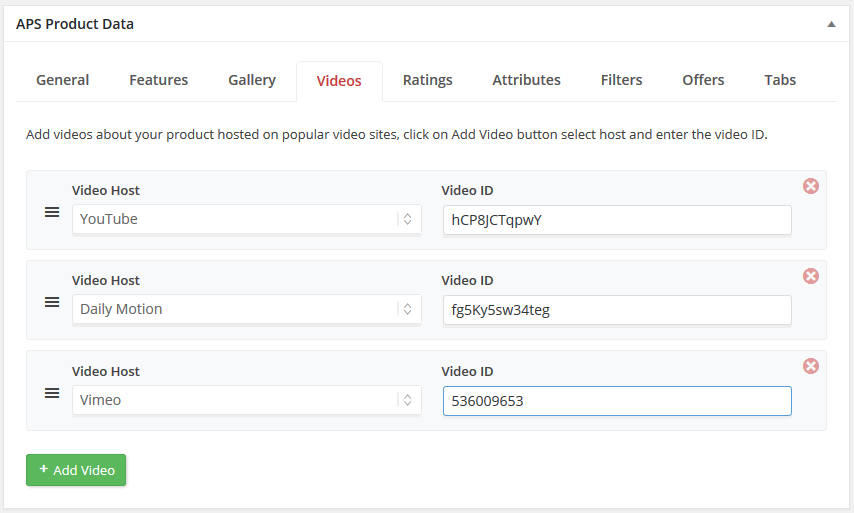 APS Product Data
General Features Gallery Videos Ratings Attributes Filters Offers Tabs
Add videos about your product hosted on popular video sites, click on Add Video button select host and enter the video ID.
Video Host Video ID
YouTube hCP8JCTqpwY
Video Host Video ID
Daily Motion fg5Ky5sw34teg
Video Host Video ID
Vimeo 536009653
+ Add Video